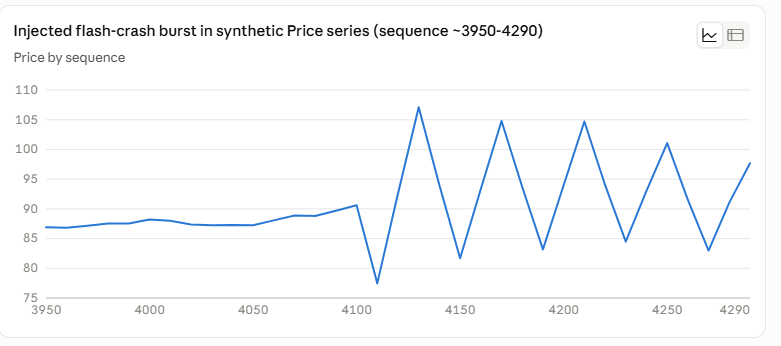 Injected flash-crash burst in synthetic Price series (sequence ~3950-4290)
Price by sequence
110
105
100
95
90
85
80
75
3950 4000 4050 4100 4150 4200 4250 4290